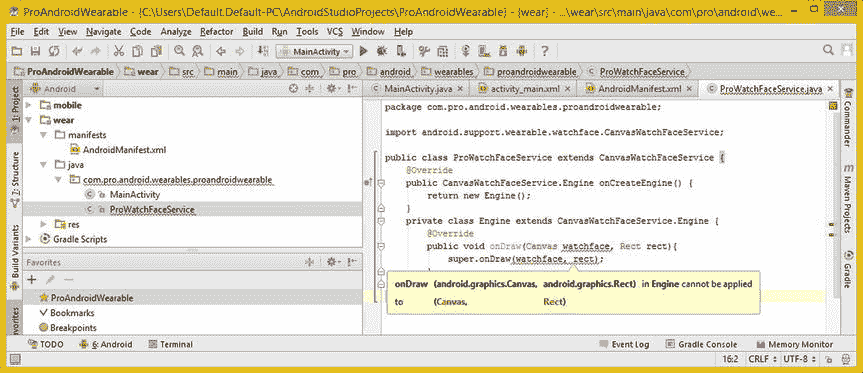 ProAndroidWearable - [C:\Users\Default.Default-PC\AndroidStudioProjects\ProAndroidWearable] - [wear] - ...\wear\src\main\java\com\pro\android\we...
File Edit View Navigate Code Analyze Refactor Build Run Tools VCS Window Help
MainActivity
ProAndroidWearable wear src main java com pro android wearables proandroidwearable ProWatchFaceService
1: Project
Android
MainActivity.java activity_main.xml AndroidManifest.xml ProWatchFaceService.java
mobile
wear
manifests
AndroidManifest.xml
java
com.pro.android.wearables.proandroidwearable
MainActivity
ProWatchFaceService
res
Gradle Scripts
7: Structure
Build Variants
Favorites
Favorites
ProAndroidWearable
Bookmarks
Breakpoints
package com.pro.android.wearables.proandroidwearable;
import android.support.wearable.watchface.CanvasWatchFaceService;
public class ProWatchFaceService extends CanvasWatchFaceService {
@Override
public CanvasWatchFaceService.Engine onCreateEngine() {
return new Engine();
}
private class Engine extends CanvasWatchFaceService.Engine {
@Override
public void onDraw(Canvas watchface, Rect rect){
super.onDraw(watchface, rect);
onDraw (android.graphics.Canvas, android.graphics.Rect) in Engine cannot be applied
to (Canvas, Rect)
Commander
Maven Projects
Gradle
TODO 6: Android Terminal Event Log Gradle Console Memory Monitor
16:2 CRLF UTF-8